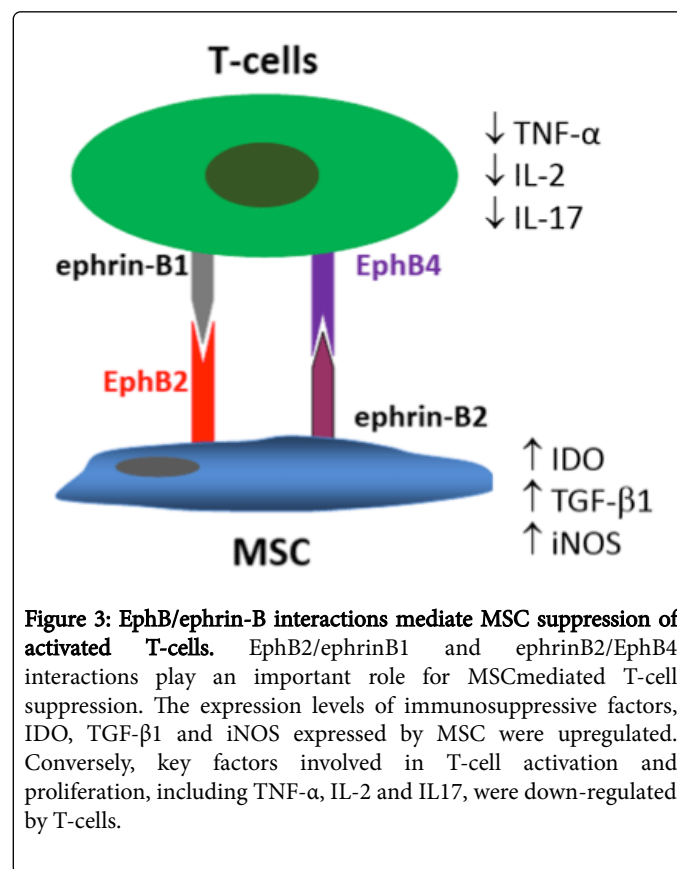 T-cells
↓ TNF-α
↓ IL-2
↓ IL-17
ephrin-B1
EphB4
EphB2
ephrin-B2
↑ IDO
↑ TGF-β1
↑ iNOS
MSC
Figure 3: EphB/ephrin-B interactions mediate MSC suppression of
activated T-cells. EphB2/ephrinB1 and ephrinB2/EphB4
interactions play an important role for MSCmediated T-cell
suppression. The expression levels of immunosuppressive factors,
IDO, TGF-β1 and iNOS expressed by MSC were upregulated.
Conversely, key factors involved in T-cell activation and
proliferation, including TNF-α, IL-2 and IL17, were down-regulated
by T-cells.